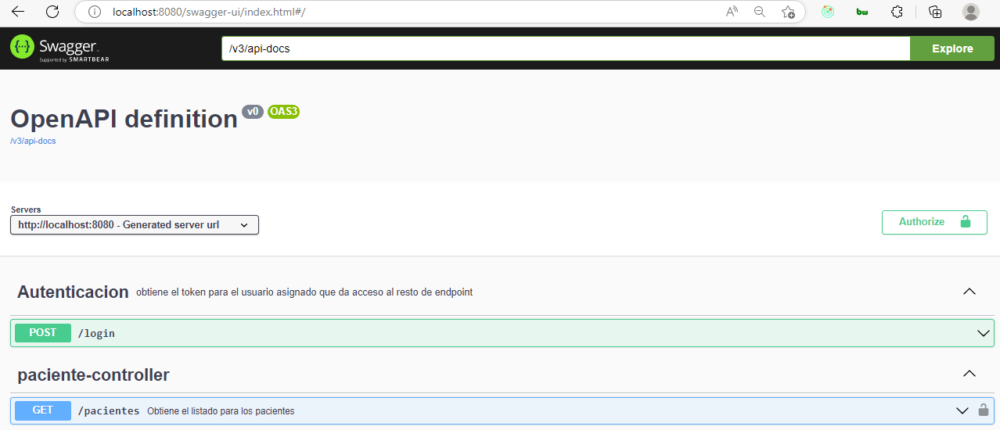 localhost:8080/swagger-ui/index.html#/
bw
Swagger
Supported by SMARTBEAR
/v3/api-docs
Explore
OpenAPI definition v0 OAS3
/v3/api-docs
Servers
http://localhost:8080 - Generated server url
Authorize
Autenticacion obtiene el token para el usuario asignado que da acceso al resto de endpoint
POST /login
paciente-controller
GET /pacientes Obtiene el listado para los pacientes